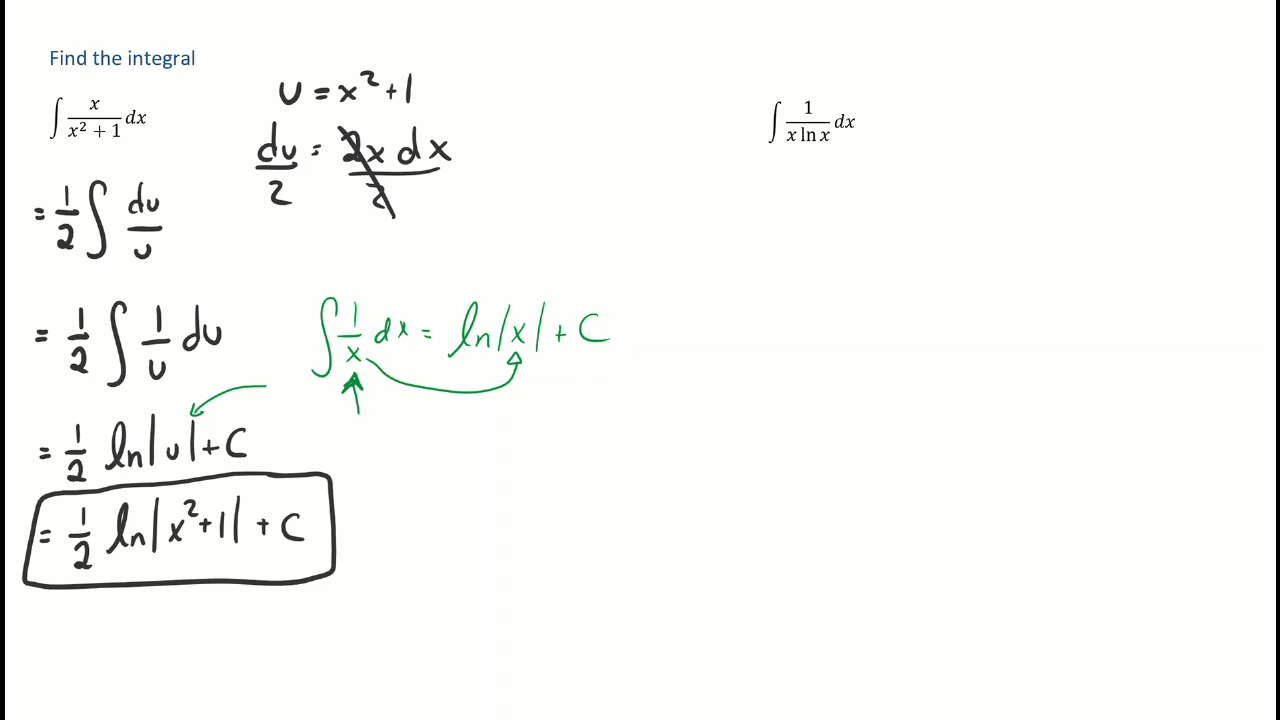 Find the integral
∫ x/(x² + 1) dx
u = x² + 1
du/2 = 2x dx/2
= 1/2 ∫ du/u
= 1/2 ∫ 1/u du
∫ 1/x dx = ln|x| + C
= 1/2 ln|u| + C
= 1/2 ln|x² + 1| + C
∫ 1/(x ln x) dx